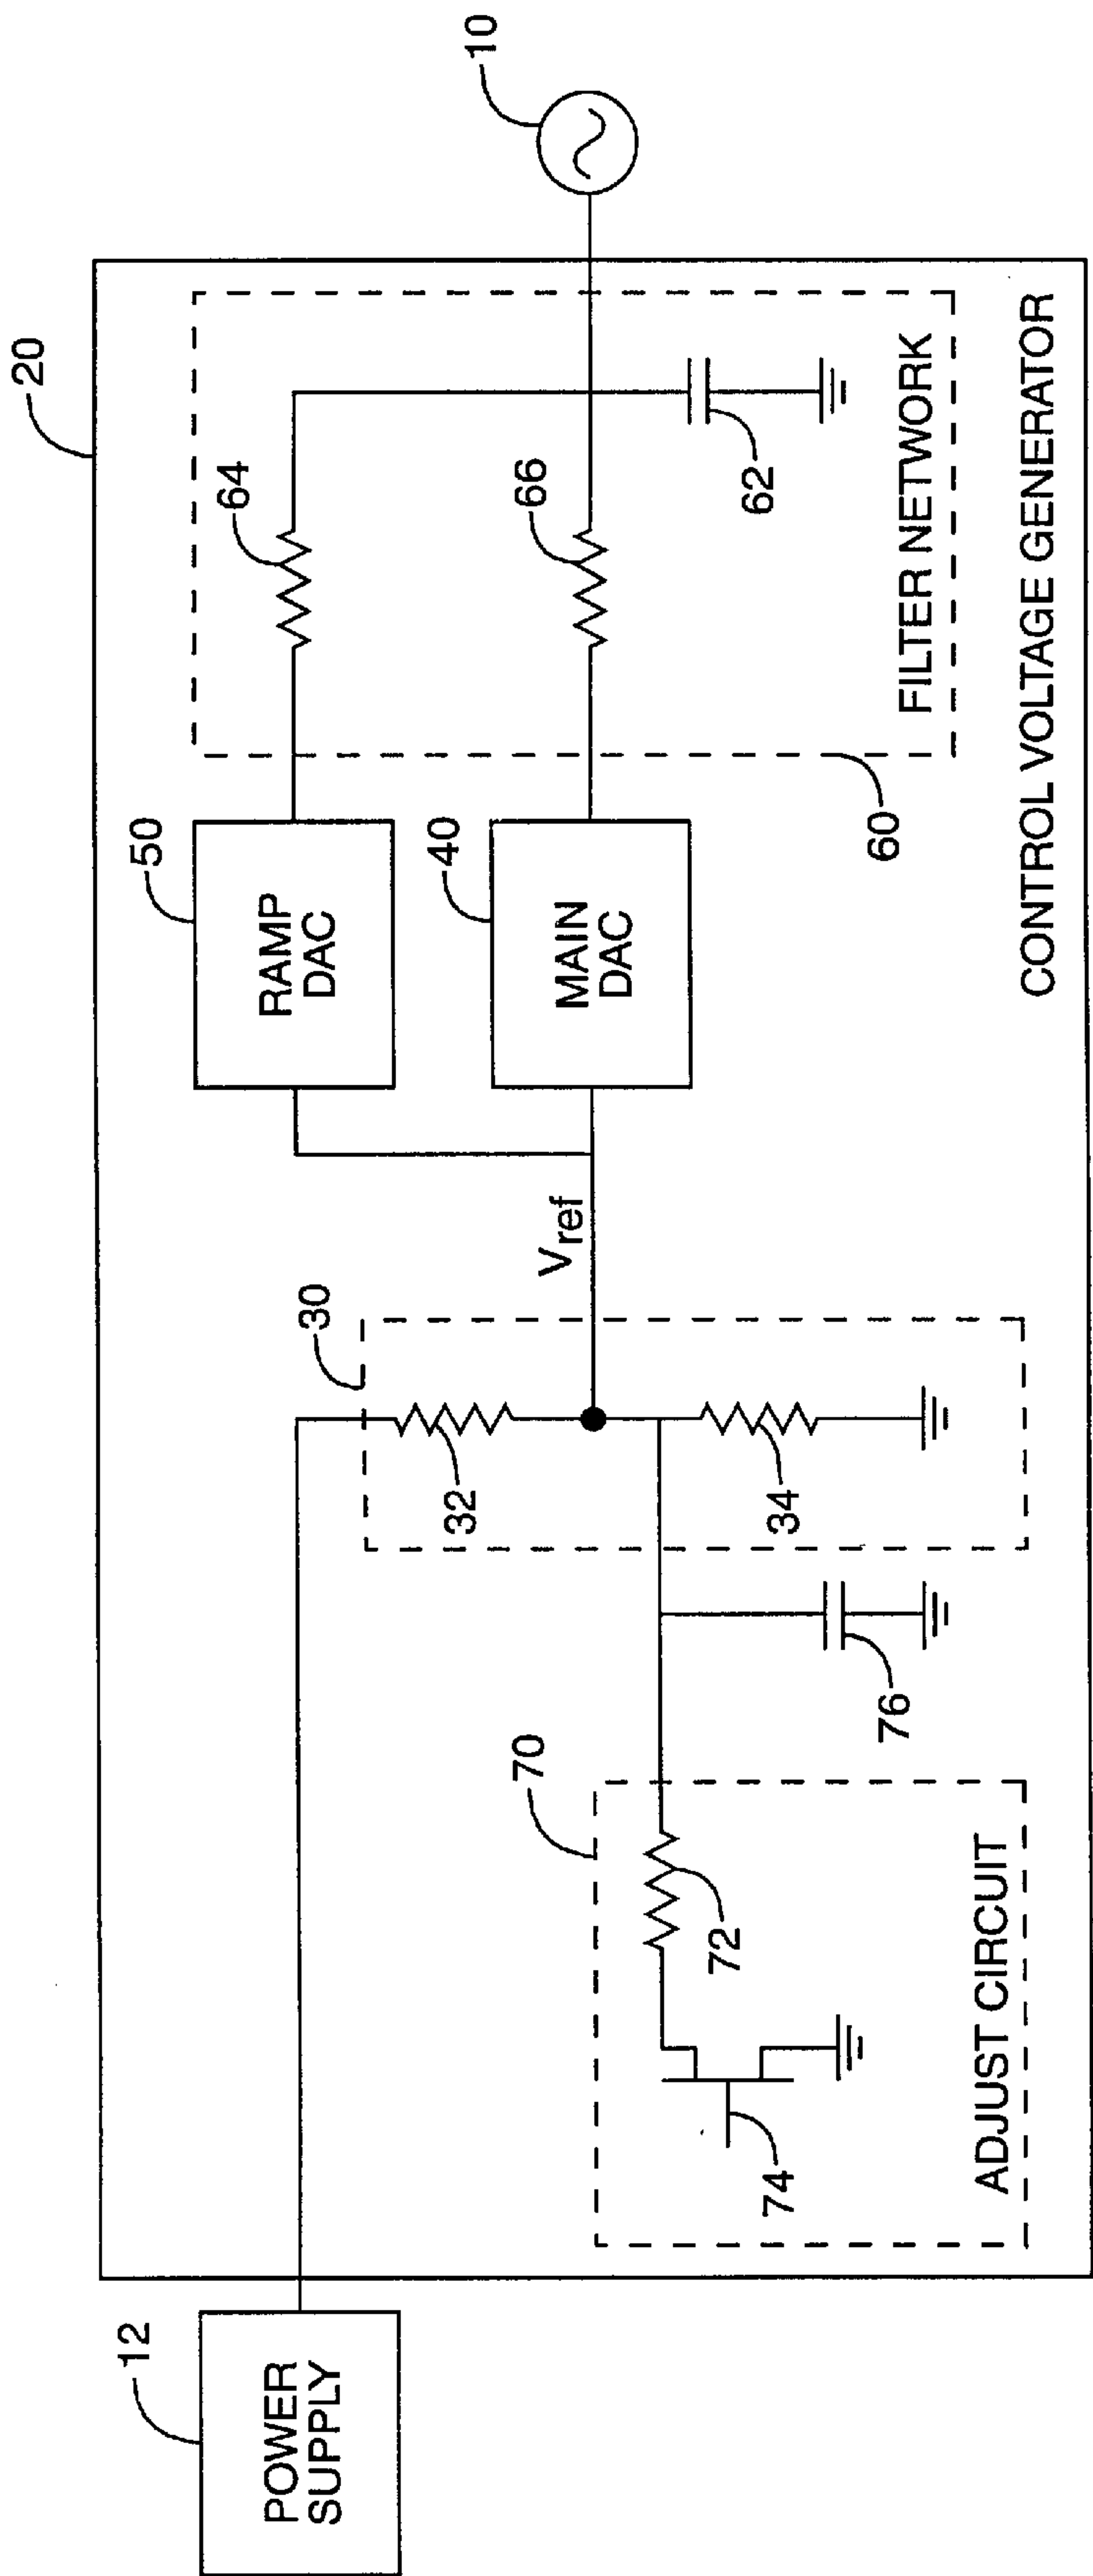 20
10
12
POWER
SUPPLY
50
RAMP
DAC
64
30
40
MAIN
DAC
66
Vref
32
34
62
70
72
74
76
60
FILTER NETWORK
ADJUST CIRCUIT
CONTROL VOLTAGE GENERATOR